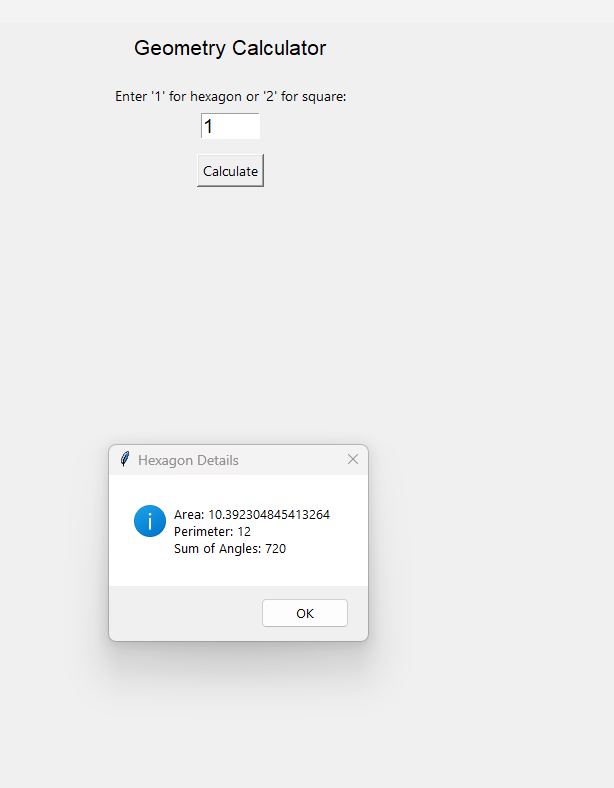 Geometry Calculator
Enter '1' for hexagon or '2' for square:
1
Calculate
Hexagon Details
Area: 10.392304845413264
Perimeter: 12
Sum of Angles: 720
OK